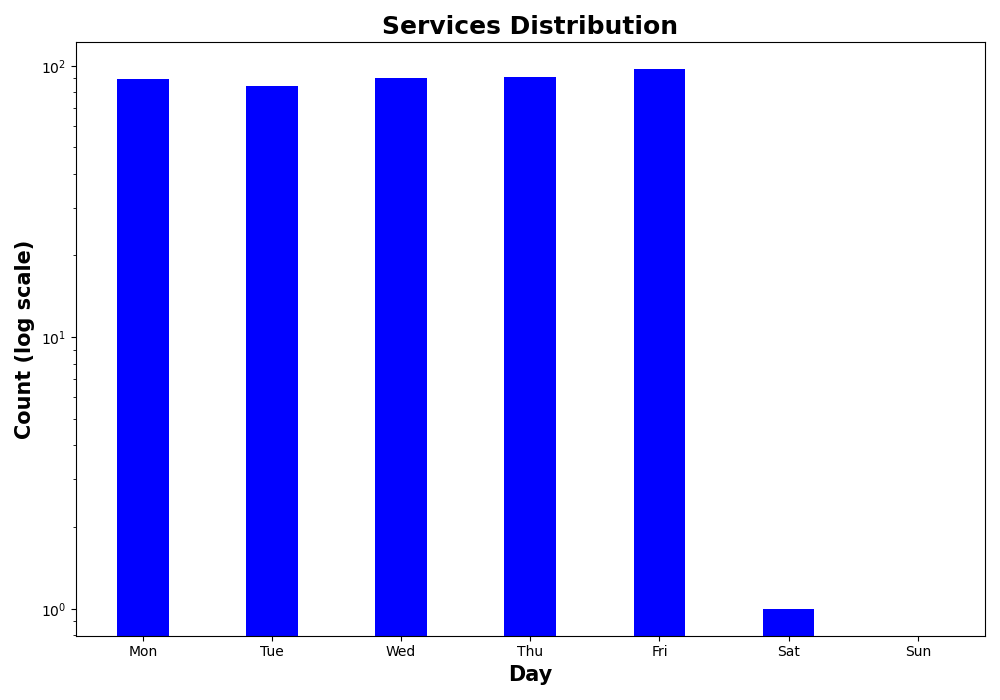 Services Distribution
Count (log scale)
10²
10¹
10⁰
Mon Tue Wed Thu Fri Sat Sun
Day